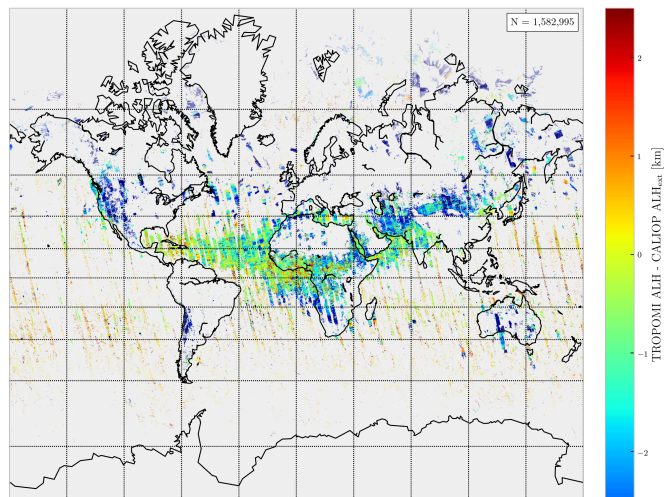 N = 1,582,995
2
1
0
−1
−2
TROPOMI ALH - CALIOP ALH_ext [km]